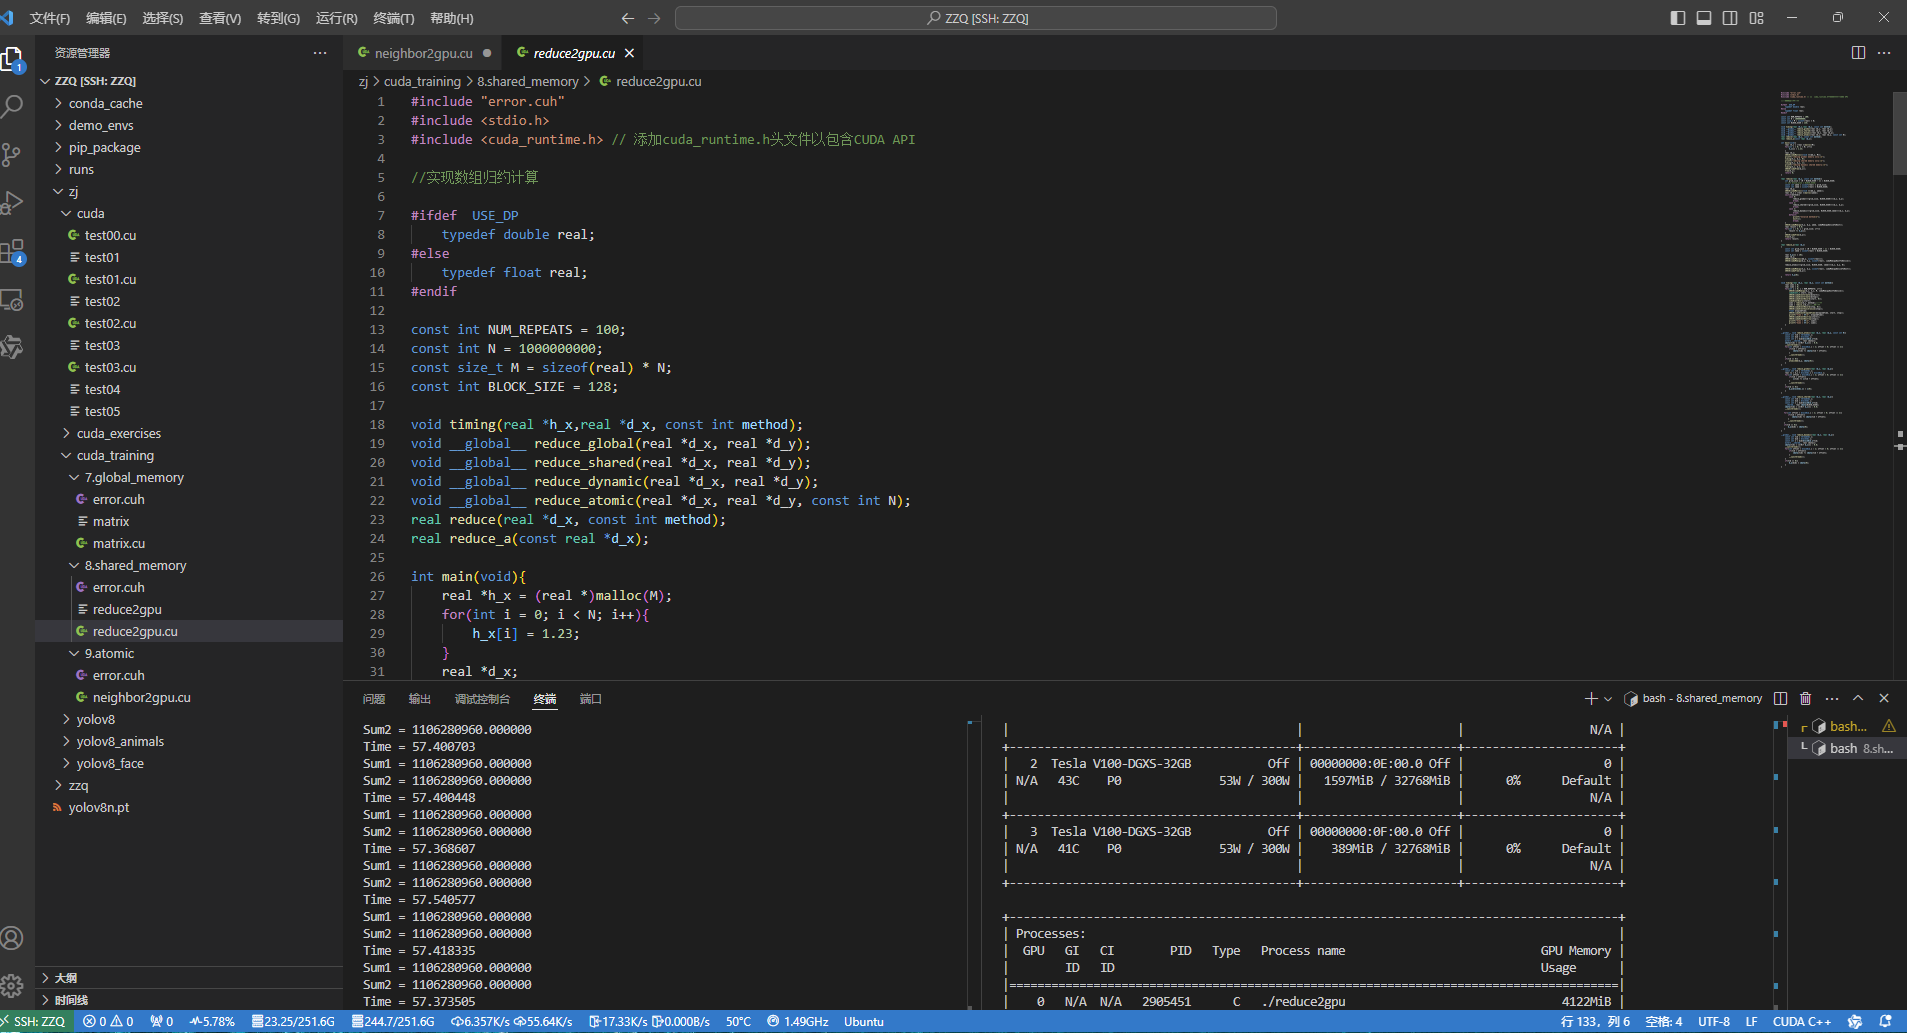 文件(F) 编辑(E) 选择(S) 查看(V) 转到(G) 运行(R) 终端(T) 帮助(H) ZZQ [SSH: ZZQ]
资源管理器 ···
ZZQ [SSH: ZZQ]
conda_cache
demo_envs
pip_package
runs
zj
cuda
test00.cu
test01
test01.cu
test02
test02.cu
test03
test03.cu
test04
test05
cuda_exercises
cuda_training
7.global_memory
error.cuh
matrix
matrix.cu
8.shared_memory
error.cuh
reduce2gpu
reduce2gpu.cu
9.atomic
error.cuh
neighbor2gpu.cu
yolov8
yolov8_animals
yolov8_face
zzq
yolov8n.pt
大纲
时间线
1
4
neighbor2gpu.cu reduce2gpu.cu
zj > cuda_training > 8.shared_memory > reduce2gpu.cu
1 #include "error.cuh"
2 #include <stdio.h>
3 #include <cuda_runtime.h> // 添加cuda_runtime.h头文件以包含CUDA API
4
5 //实现数组归约计算
6
7 #ifdef  USE_DP
8     typedef double real;
9 #else
10     typedef float real;
11 #endif
12
13 const int NUM_REPEATS = 100;
14 const int N = 1000000000;
15 const size_t M = sizeof(real) * N;
16 const int BLOCK_SIZE = 128;
17
18 void timing(real *h_x,real *d_x, const int method);
19 void __global__ reduce_global(real *d_x, real *d_y);
20 void __global__ reduce_shared(real *d_x, real *d_y);
21 void __global__ reduce_dynamic(real *d_x, real *d_y);
22 void __global__ reduce_atomic(real *d_x, real *d_y, const int N);
23 real reduce(real *d_x, const int method);
24 real reduce_a(const real *d_x);
25
26 int main(void){
27     real *h_x = (real *)malloc(M);
28     for(int i = 0; i < N; i++){
29         h_x[i] = 1.23;
30     }
31     real *d_x;
问题 输出 调试控制台 终端 端口 bash - 8.shared_memory
Sum2 = 1106280960.000000
Time = 57.400703
Sum1 = 1106280960.000000
Sum2 = 1106280960.000000
Time = 57.400448
Sum1 = 1106280960.000000
Sum2 = 1106280960.000000
Time = 57.368607
Sum1 = 1106280960.000000
Sum2 = 1106280960.000000
Time = 57.540577
Sum1 = 1106280960.000000
Sum2 = 1106280960.000000
Time = 57.418335
Sum1 = 1106280960.000000
Sum2 = 1106280960.000000
Time = 57.373505
| | | N/A |
+-------------------------------+----------------------+----------------------+
| 2 Tesla V100-DGXS-32GB Off | 00000000:0E:00.0 Off | 0 |
| N/A 43C P0 53W / 300W | 1597MiB / 32768MiB | 0% Default |
| | | N/A |
+-------------------------------+----------------------+----------------------+
| 3 Tesla V100-DGXS-32GB Off | 00000000:0F:00.0 Off | 0 |
| N/A 41C P0 53W / 300W | 389MiB / 32768MiB | 0% Default |
| | | N/A |
+-------------------------------+----------------------+----------------------+
+-----------------------------------------------------------------------------+
| Processes: |
| GPU GI CI PID Type Process name GPU Memory |
| ID ID Usage |
|=============================================================================|
| 0 N/A N/A 2905451 C ./reduce2gpu 4122MiB |
bash...
bash 8.sh...
SSH: ZZQ 0 0 0 5.78% 23.25/251.6G 244.7/251.6G 6.357K/s 55.64K/s 17.33K/s 0.000B/s 50°C 1.49GHz Ubuntu 行 133，列 6 空格: 4 UTF-8 LF CUDA C++